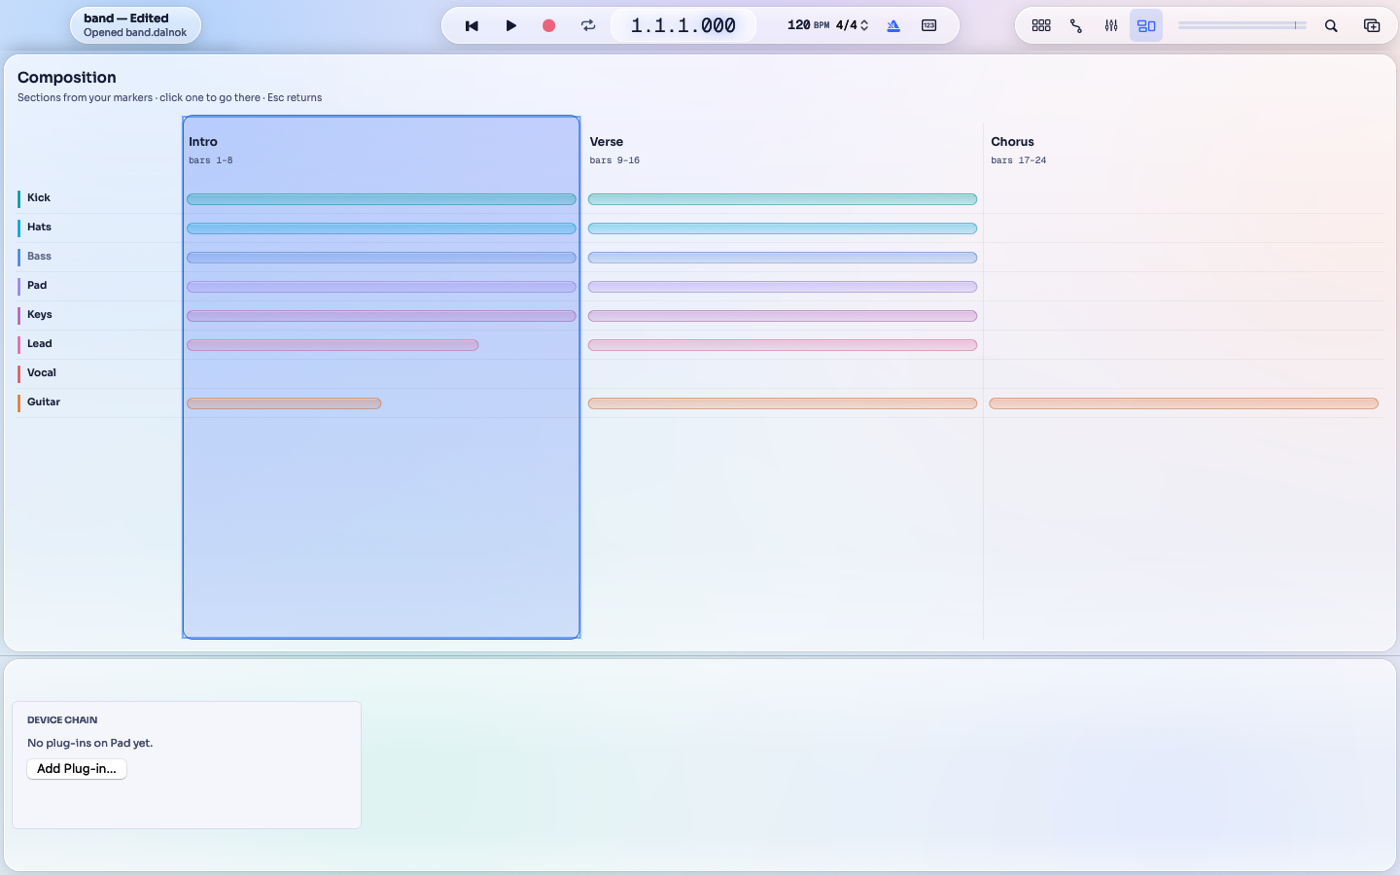 band — Edited
Opened band.dalnok
1.1.1.000
120 BPM 4/4
123
Composition
Sections from your markers · click one to go there · Esc returns
Intro
bars 1-8
Verse
bars 9-16
Chorus
bars 17-24
Kick
Hats
Bass
Pad
Keys
Lead
Vocal
Guitar
DEVICE CHAIN
No plug-ins on Pad yet.
Add Plug-in...